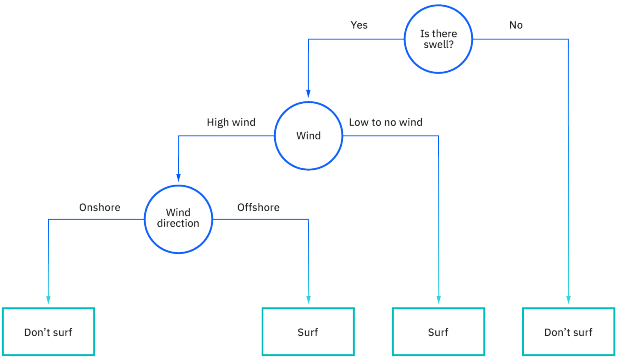 Yes
Is there
swell?
No
High wind
Wind
Low to no wind
Onshore
Wind
direction
Offshore
Don’t surf
Surf
Surf
Don’t surf